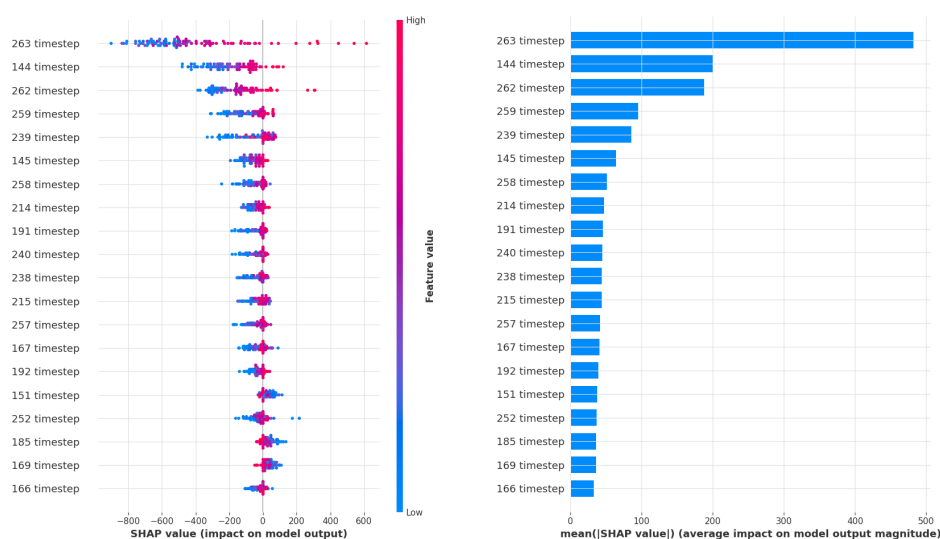 High
263 timestep
144 timestep
262 timestep
259 timestep
239 timestep
145 timestep
258 timestep
214 timestep
191 timestep
240 timestep
238 timestep
215 timestep
257 timestep
167 timestep
192 timestep
151 timestep
252 timestep
185 timestep
169 timestep
166 timestep
−800 −600 −400 −200 0 200 400 600
SHAP value (impact on model output)
Low
Feature value
263 timestep
144 timestep
262 timestep
259 timestep
239 timestep
145 timestep
258 timestep
214 timestep
191 timestep
240 timestep
238 timestep
215 timestep
257 timestep
167 timestep
192 timestep
151 timestep
252 timestep
185 timestep
169 timestep
166 timestep
0 100 200 300 400 500
mean(|SHAP value|) (average impact on model output magnitude)